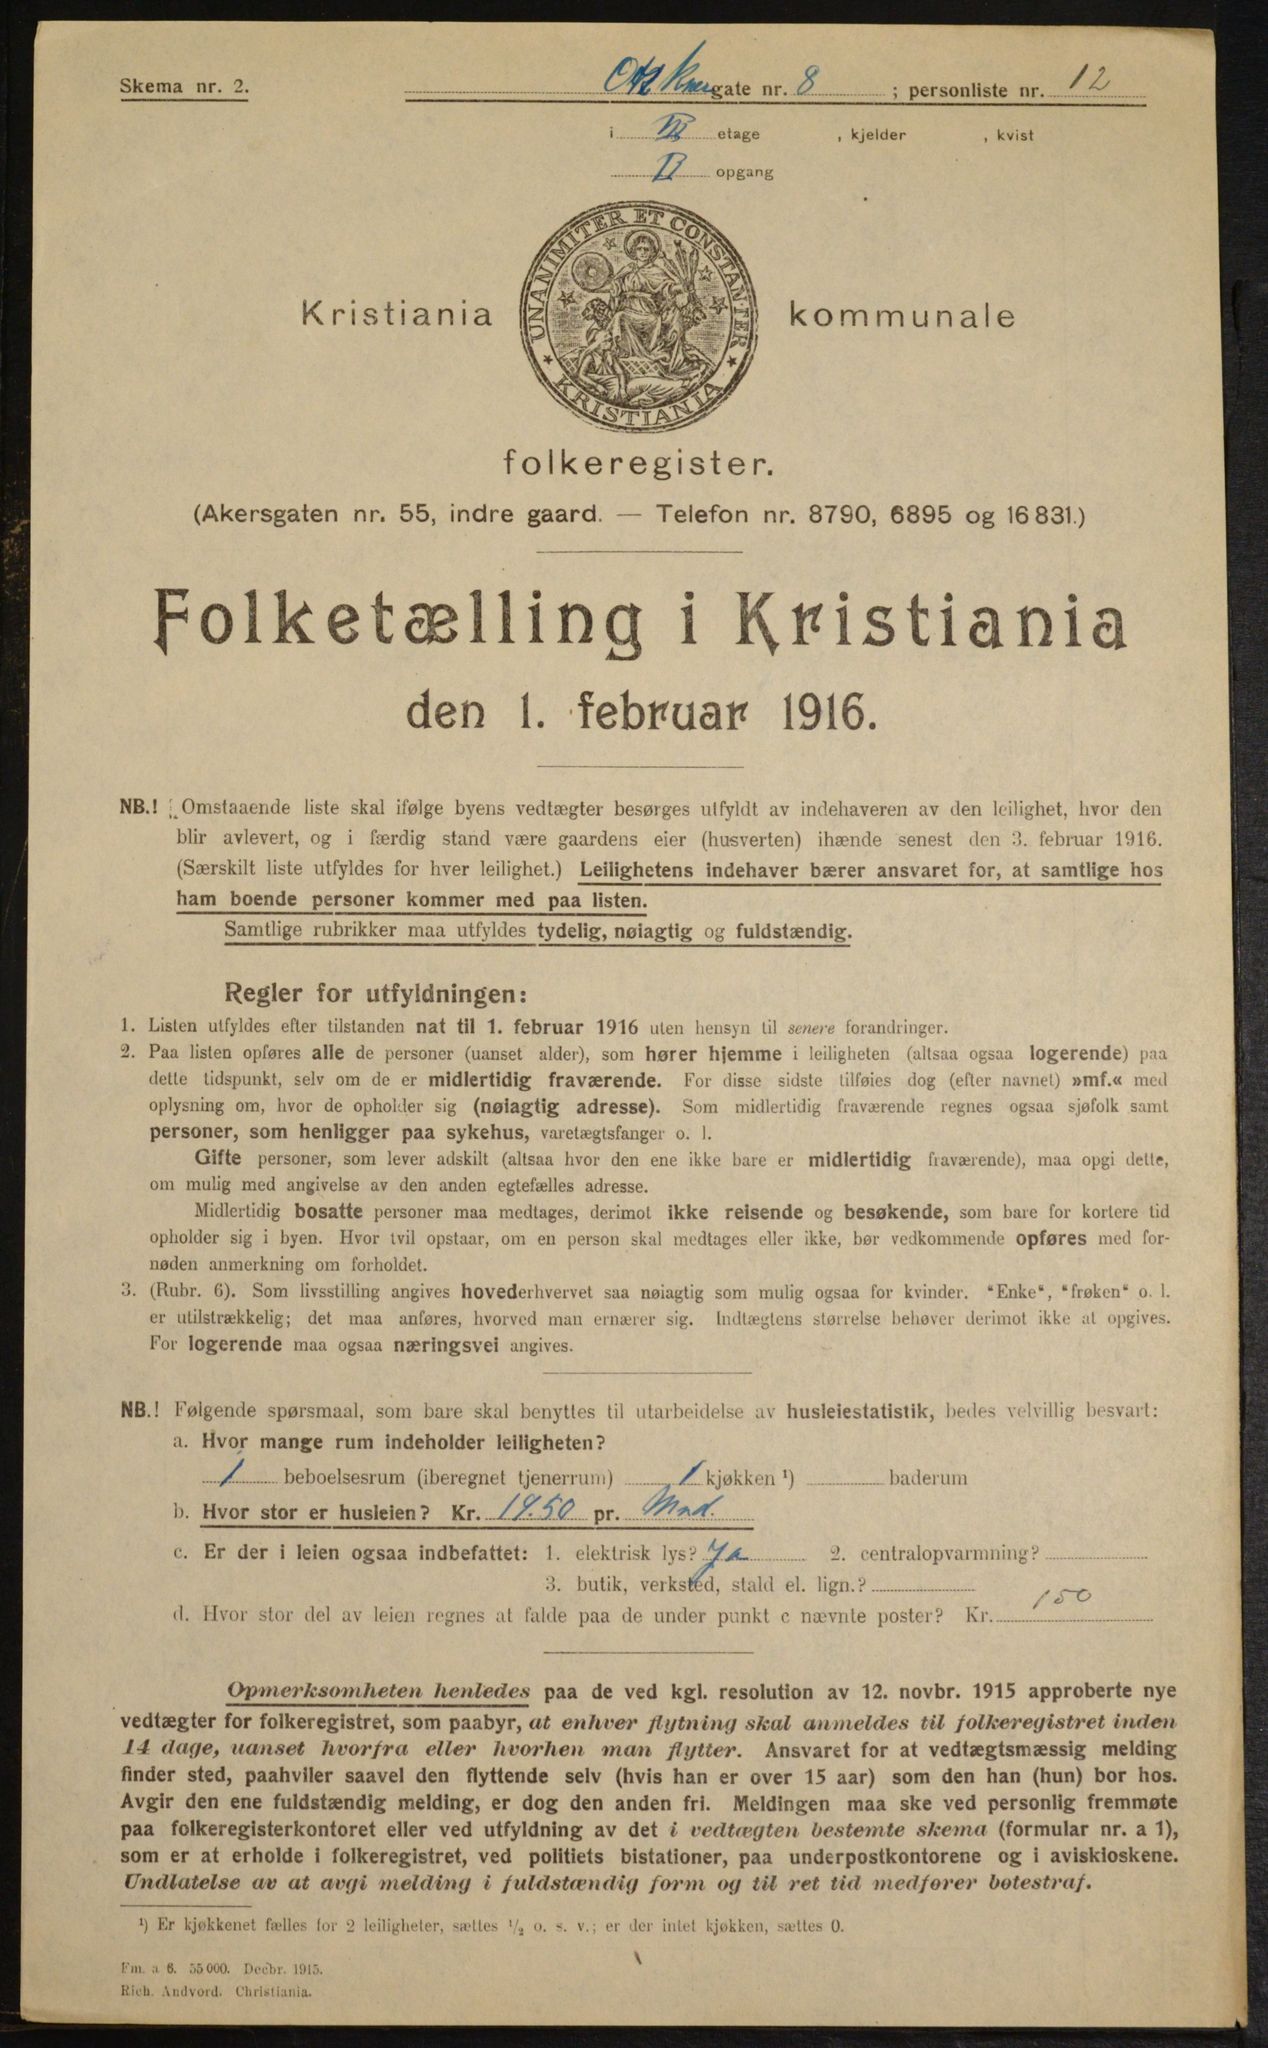 Skema nr. 2.
gate nr. 8 ; personliste nr. 12
i III etage , kjelder , kvist
II opgang
UNANIMITER ET CONSTANTER
KRISTIANIA
Kristiania kommunale
folkeregister.
(Akersgaten nr. 55, indre gaard. — Telefon nr. 8790, 6895 og 16 831.)
Folketælling i Kristiania
den 1. februar 1916.
NB.! Omstaaende liste skal ifølge byens vedtægter besørges utfyldt av indehaveren av den leilighet, hvor den
blir avlevert, og i færdig stand være gaardens eier (husverten) ihænde senest den 3. februar 1916.
(Særskilt liste utfyldes for hver leilighet.) Leilighetens indehaver bærer ansvaret for, at samtlige hos
ham boende personer kommer med paa listen.
Samtlige rubrikker maa utfyldes tydelig, nøiagtig og fuldstændig.
Regler for utfyldningen:
1. Listen utfyldes efter tilstanden nat til 1. februar 1916 uten hensyn til senere forandringer.
2. Paa listen opføres alle de personer (uanset alder), som hører hjemme i leiligheten (altsaa ogsaa logerende) paa
dette tidspunkt, selv om de er midlertidig fraværende. For disse sidste tilføies dog (efter navnet) »mf.« med
oplysning om, hvor de opholder sig (nøiagtig adresse). Som midlertidig fraværende regnes ogsaa sjøfolk samt
personer, som henligger paa sykehus, varetægtsfanger o. l.
Gifte personer, som lever adskilt (altsaa hvor den ene ikke bare er midlertidig fraværende), maa opgi dette,
om mulig med angivelse av den anden egtefælles adresse.
Midlertidig bosatte personer maa medtages, derimot ikke reisende og besøkende, som bare for kortere tid
opholder sig i byen. Hvor tvil opstaar, om en person skal medtages eller ikke, bør vedkommende opføres med for-
nøden anmerkning om forholdet.
3. (Rubr. 6). Som livsstilling angives hovederhvervet saa nøiagtig som mulig ogsaa for kvinder. "Enke", "frøken" o. l.
er utilstrækkelig; det maa anføres, hvorved man ernærer sig. Indtægtens størrelse behøver derimot ikke at opgives.
For logerende maa ogsaa næringsvei angives.
NB.! Følgende spørsmaal, som bare skal benyttes til utarbeidelse av husleiestatistik, bedes velvillig besvart:
a. Hvor mange rum indeholder leiligheten?
1 beboelsesrum (iberegnet tjenerrum) 1 kjøkken ¹) baderum
b. Hvor stor er husleien? Kr. 19.50 pr. Mnd.
c. Er der i leien ogsaa indbefattet: 1. elektrisk lys? Ja 2. centralopvarmning?
3. butik, verksted, stald el. lign.?
d. Hvor stor del av leien regnes at falde paa de under punkt c nævnte poster? Kr. 150
Opmerksomheten henledes paa de ved kgl. resolution av 12. novbr. 1915 approberte nye
vedtægter for folkeregistret, som paabyr, at enhver flytning skal anmeldes til folkeregistret inden
14 dage, uanset hvorfra eller hvorhen man flytter. Ansvaret for at vedtægtsmæssig melding
finder sted, paahviler saavel den flyttende selv (hvis han er over 15 aar) som den han (hun) bor hos.
Avgir den ene fuldstændig melding, er dog den anden fri. Meldingen maa ske ved personlig fremmøte
paa folkeregisterkontoret eller ved utfyldning av det i vedtægten bestemte skema (formular nr. a 1),
som er at erholde i folkeregistret, ved politiets bistationer, paa underpostkontorene og i aviskioskene.
Undlatelse av at avgi melding i fuldstændig form og til ret tid medfører bøtestraf.
¹) Er kjøkkenet fælles for 2 leiligheter, sættes ½ o. s. v.; er der intet kjøkken, sættes 0.
Fm. a 6. 55 000. Decbr. 1915.
Rich. Andvord. Christiania.